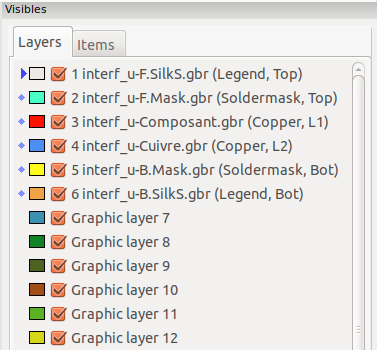 Visibles
Layers Items
1 interf_u-F.SilkS.gbr (Legend, Top)
2 interf_u-F.Mask.gbr (Soldermask, Top)
3 interf_u-Composant.gbr (Copper, L1)
4 interf_u-Cuivre.gbr (Copper, L2)
5 interf_u-B.Mask.gbr (Soldermask, Bot)
6 interf_u-B.SilkS.gbr (Legend, Bot)
Graphic layer 7
Graphic layer 8
Graphic layer 9
Graphic layer 10
Graphic layer 11
Graphic layer 12